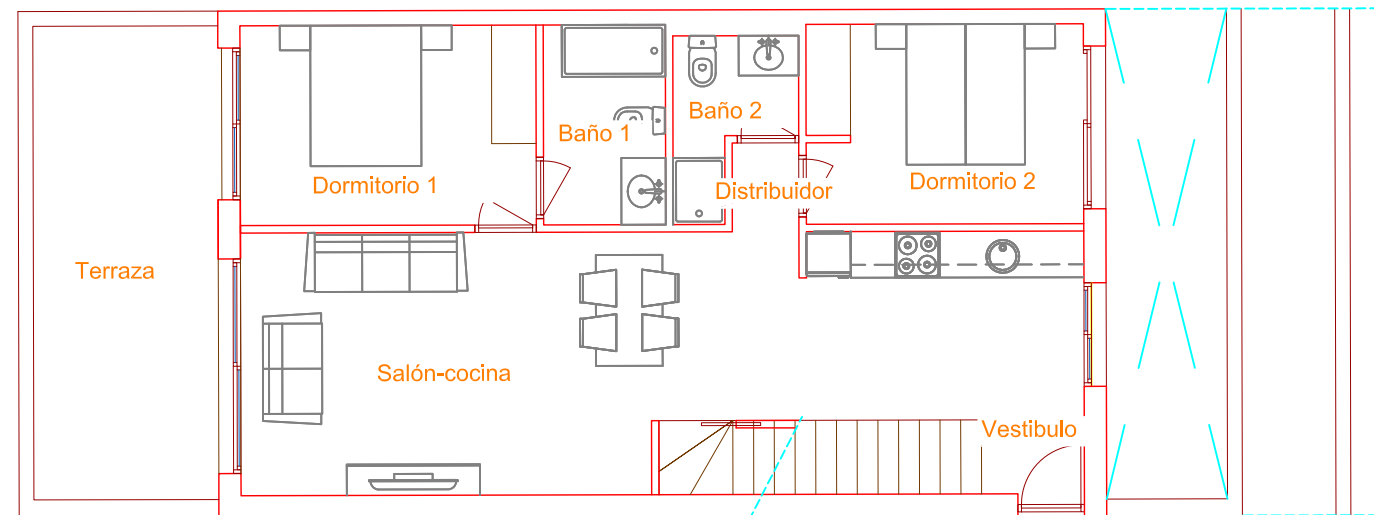 Baño 2
Baño 1
Dormitorio 1
Distribuidor
Dormitorio 2
Terraza
Salón-cocina
Vestibulo